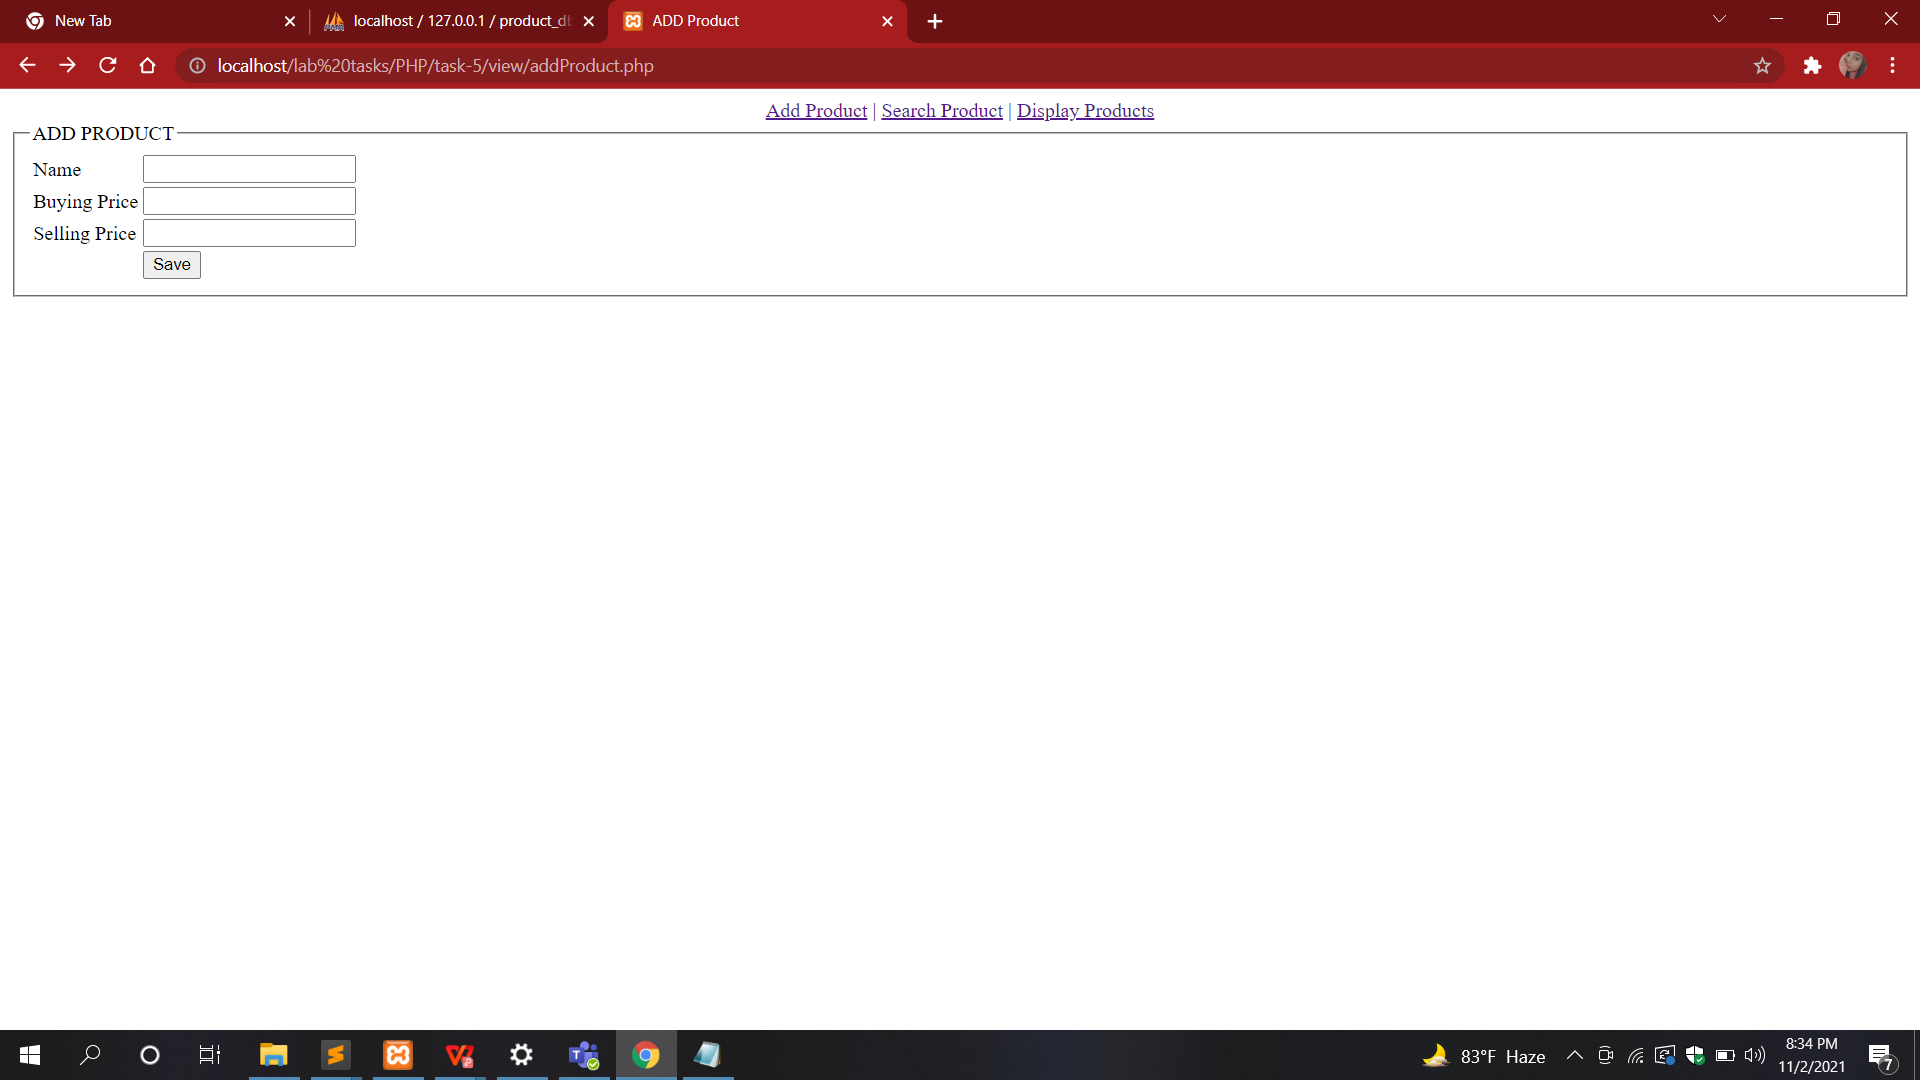 New Tab
localhost / 127.0.0.1 / product_db
ADD Product
localhost/lab%20tasks/PHP/task-5/view/addProduct.php
Add Product | Search Product | Display Products
ADD PRODUCT
Name
Buying Price
Selling Price
Save
83°F Haze
8:34 PM
11/2/2021
7